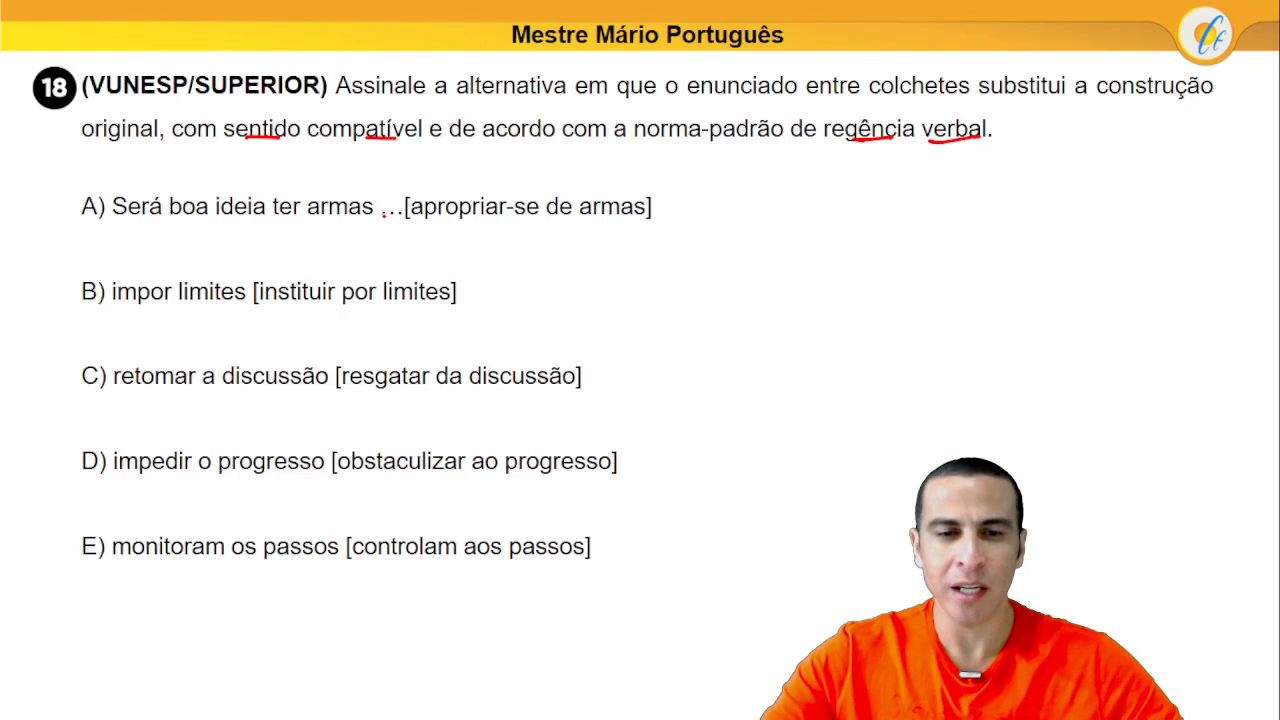 Mestre Mário Português
18 (VUNESP/SUPERIOR) Assinale a alternativa em que o enunciado entre colchetes substitui a construção
original, com sentido compatível e de acordo com a norma-padrão de regência verbal.
A) Será boa ideia ter armas …[apropriar-se de armas]
B) impor limites [instituir por limites]
C) retomar a discussão [resgatar da discussão]
D) impedir o progresso [obstaculizar ao progresso]
E) monitoram os passos [controlam aos passos]